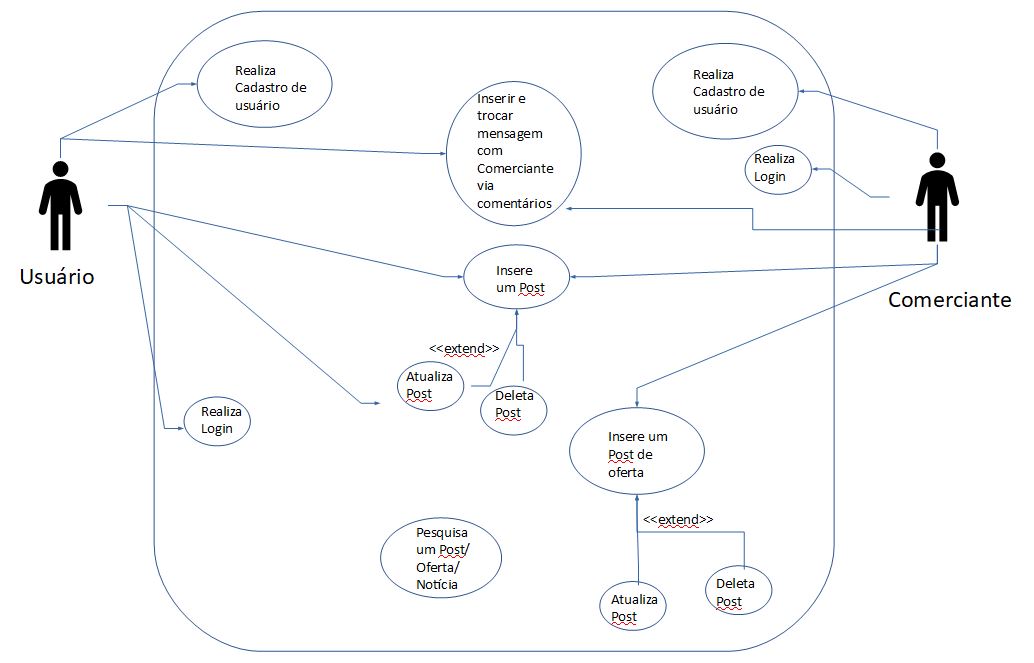 Realiza
Cadastro de
usuário
Realiza
Cadastro de
usuário
Inserir e
trocar
mensagem
com
Comerciante
via
comentários
Realiza
Login
Usuário
Insere
um Post
Comerciante
<<extend>>
Atualiza
Post
Deleta
Post
Realiza
Login
Insere um
Post de
oferta
<<extend>>
Pesquisa
um Post/
Oferta/
Notícia
Atualiza
Post
Deleta
Post